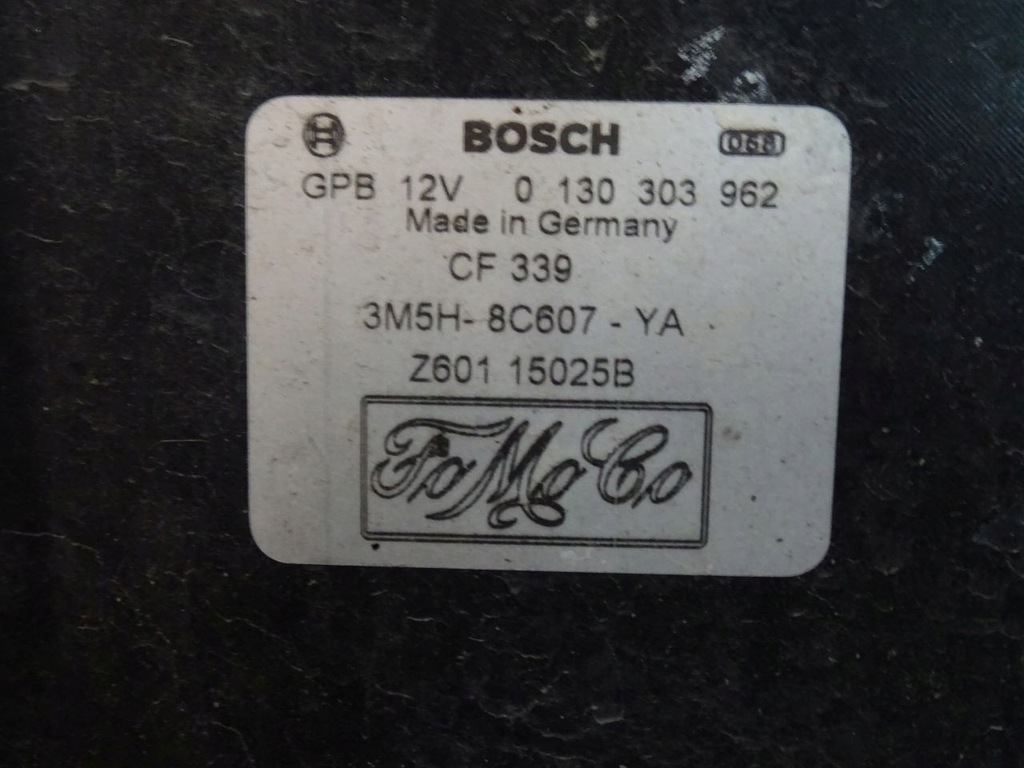 BOSCH 068
GPB 12V 0 130 303 962
Made in Germany
CF 339
3M5H- 8C607 - YA
Z601 15025B
FoMoCo